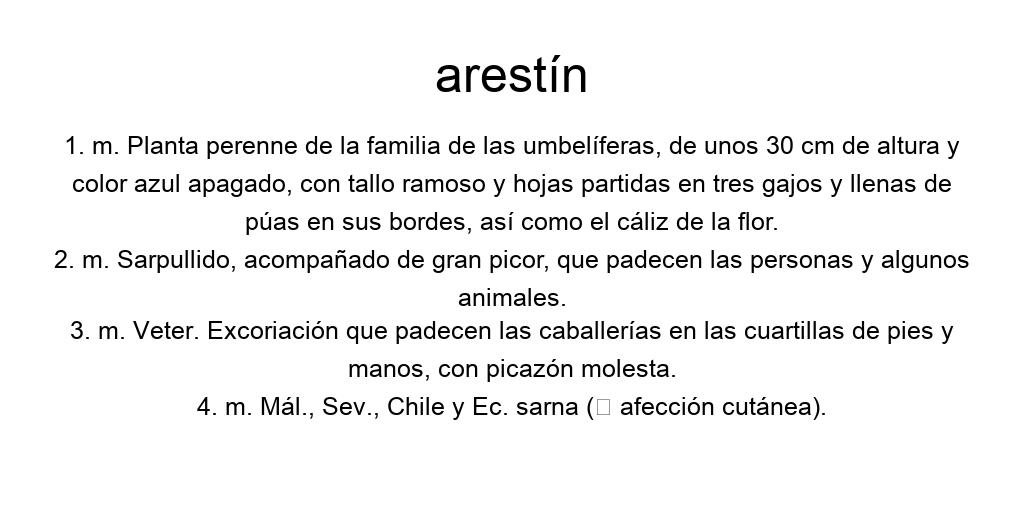 arestín
1. m. Planta perenne de la familia de las umbelíferas, de unos 30 cm de altura y
color azul apagado, con tallo ramoso y hojas partidas en tres gajos y llenas de
púas en sus bordes, así como el cáliz de la flor.
2. m. Sarpullido, acompañado de gran picor, que padecen las personas y algunos
animales.
3. m. Veter. Excoriación que padecen las caballerías en las cuartillas de pies y
manos, con picazón molesta.
4. m. Mál., Sev., Chile y Ec. sarna (□ afección cutánea).